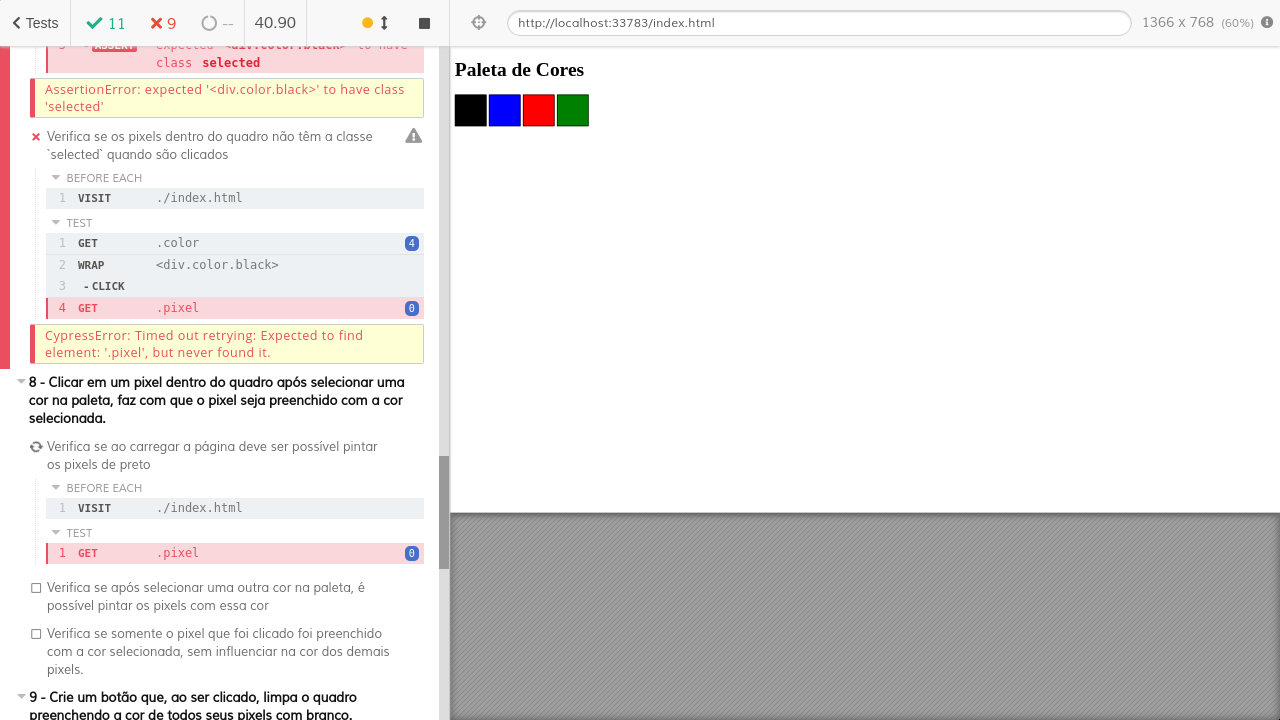 Tests
11
9
--
40.90
http://localhost:33783/index.html
1366 x 768 (60%)
5 -ASSERT expected <div.color.black> to have
class selected
AssertionError: expected '<div.color.black>' to have class
'selected'
Verifica se os pixels dentro do quadro não têm a classe
`selected` quando são clicados
BEFORE EACH
1 VISIT ./index.html
TEST
1 GET .color 4
2 WRAP <div.color.black>
3 -CLICK
4 GET .pixel 0
CypressError: Timed out retrying: Expected to find
element: '.pixel', but never found it.
8 - Clicar em um pixel dentro do quadro após selecionar uma
cor na paleta, faz com que o pixel seja preenchido com a cor
selecionada.
Verifica se ao carregar a página deve ser possível pintar
os pixels de preto
BEFORE EACH
1 VISIT ./index.html
TEST
1 GET .pixel 0
Verifica se após selecionar uma outra cor na paleta, é
possível pintar os pixels com essa cor
Verifica se somente o pixel que foi clicado foi preenchido
com a cor selecionada, sem influenciar na cor dos demais
pixels.
9 - Crie um botão que, ao ser clicado, limpa o quadro
preenchendo a cor de todos seus pixels com branco.
Paleta de Cores